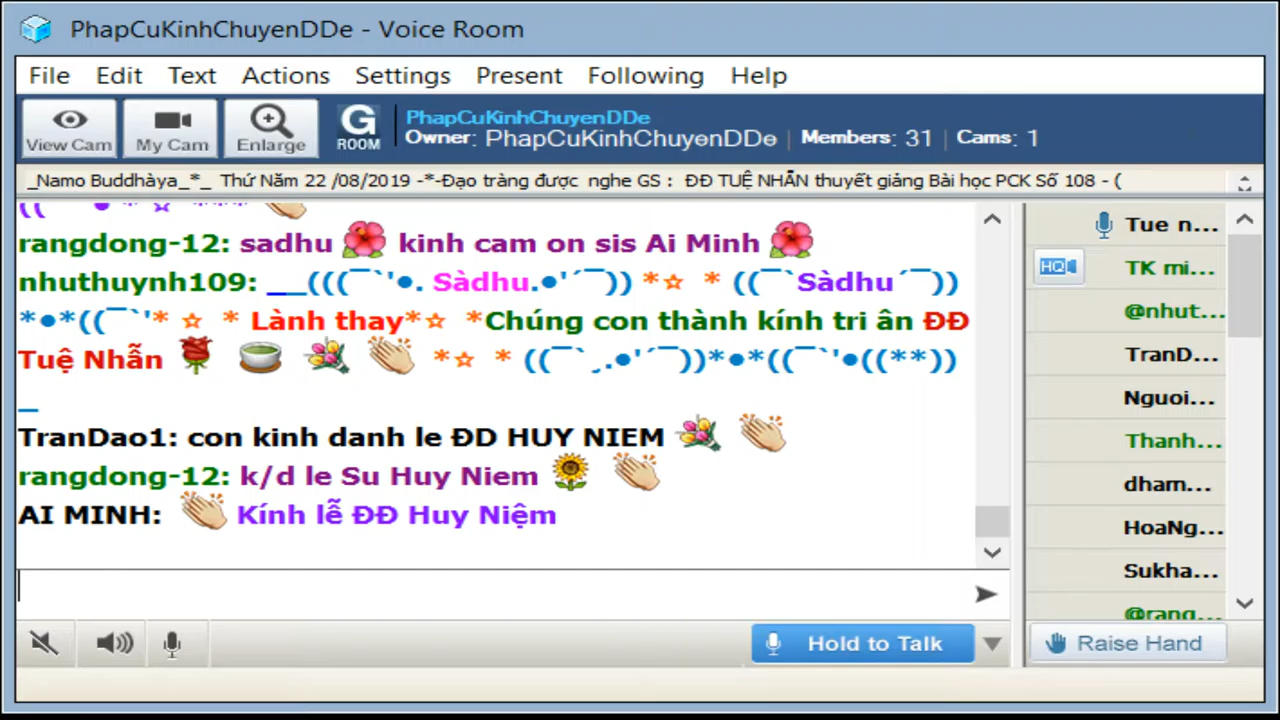 PhapCuKinhChuyenDDe - Voice Room
File Edit Text Actions Settings Present Following Help
View Cam My Cam Enlarge G ROOM
PhapCuKinhChuyenDDe
Owner: PhapCuKinhChuyenDDe | Members: 31 | Cams: 1
_Namo Buddhàya_*_ Thứ Năm 22 /08/2019 -*-Đạo tràng được nghe GS : ĐĐ TUỆ NHẪN thuyết giảng Bài học PCK Số 108 - (
rangdong-12: sadhu kinh cam on sis Ai Minh
nhuthuynh109: __(((¯`'●. Sàdhu.●'´¯)) *☆ * ((¯`Sàdhu´¯))
*●*((¯`'* ☆ * Lành thay*☆ *Chúng con thành kính tri ân ĐĐ
Tuệ Nhẫn *☆ * ((¯`¸.●'´¯))*●*((¯`'●((**))
_
TranDao1: con kinh danh le ĐD HUY NIEM
rangdong-12: k/d le Su Huy Niem
AI MINH: Kính lễ ĐĐ Huy Niệm
Tue n...
HQ TK mi...
@nhut...
TranD...
Nguoi...
Thanh...
dham...
HoaNg...
Sukha...
@rang...
Hold to Talk
Raise Hand